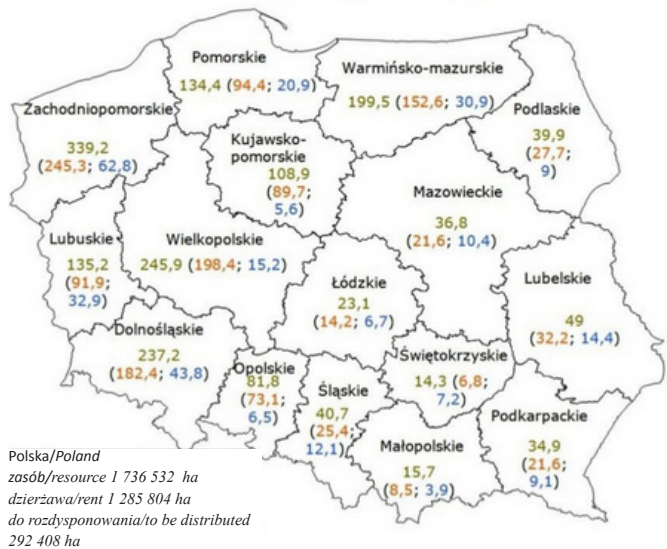 Pomorskie
134,4 (94,4; 20,9)
Warmińsko-mazurskie
199,5 (152,6; 30,9)
Zachodniopomorskie
339,2
(245,3; 62,8)
Podlaskie
39,9
(27,7;
9)
Kujawsko-
pomorskie
108,9
(89,7;
5,6)
Mazowieckie
36,8
(21,6; 10,4)
Lubuskie
135,2
(91,9;
32,9)
Wielkopolskie
245,9 (198,4; 15,2)
Łódzkie
23,1
(14,2; 6,7)
Lubelskie
49
(32,2; 14,4)
Dolnośląskie
237,2
(182,4; 43,8)
Opolskie
81,8
(73,1;
6,5)
Śląskie
40,7
(25,4;
12,1)
Świętokrzyskie
14,3 (6,8;
7,2)
Małopolskie
15,7
(8,5; 3,9)
Podkarpackie
34,9
(21,6;
9,1)
Polska/Poland
zasób/resource 1 736 532 ha
dzierżawa/rent 1 285 804 ha
do rozdysponowania/to be distributed
292 408 ha